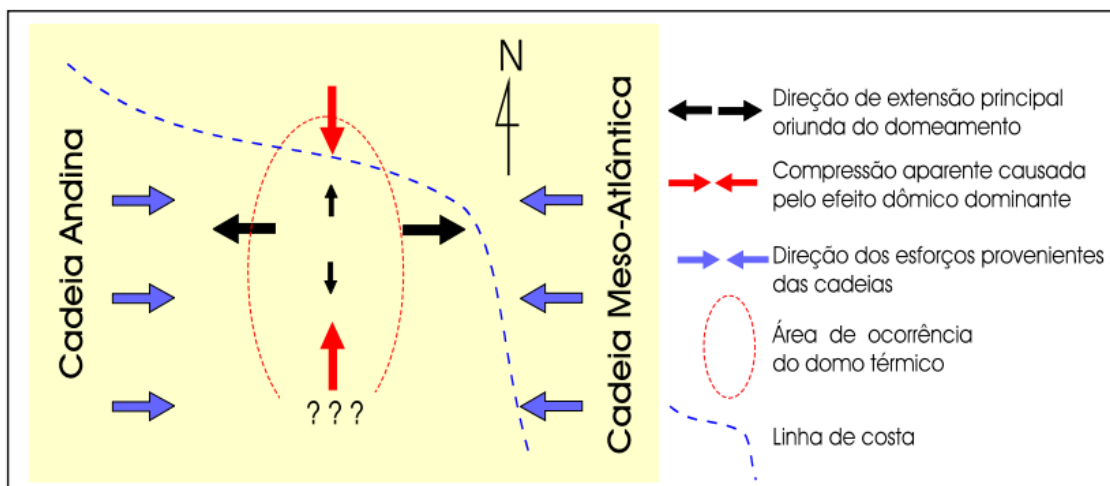 N
Cadeia Andina
Cadeia Meso-Atlântica
? ? ?
Direção de extensão principal
oriunda do domeamento
Compressão aparente causada
pelo efeito dômico dominante
Direção dos esforços provenientes
das cadeias
Área de ocorrência
do domo térmico
Linha de costa